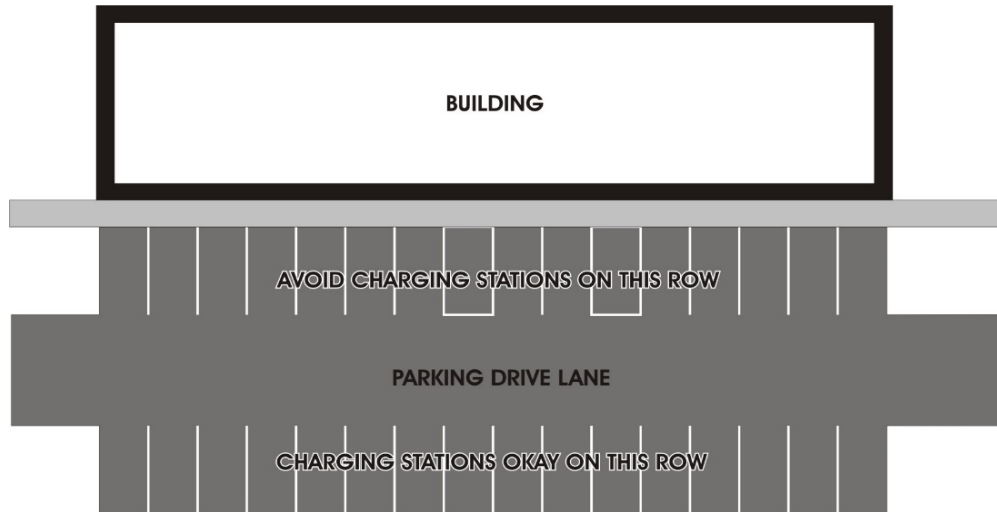 BUILDING
AVOID CHARGING STATIONS ON THIS ROW
PARKING DRIVE LANE
CHARGING STATIONS OKAY ON THIS ROW